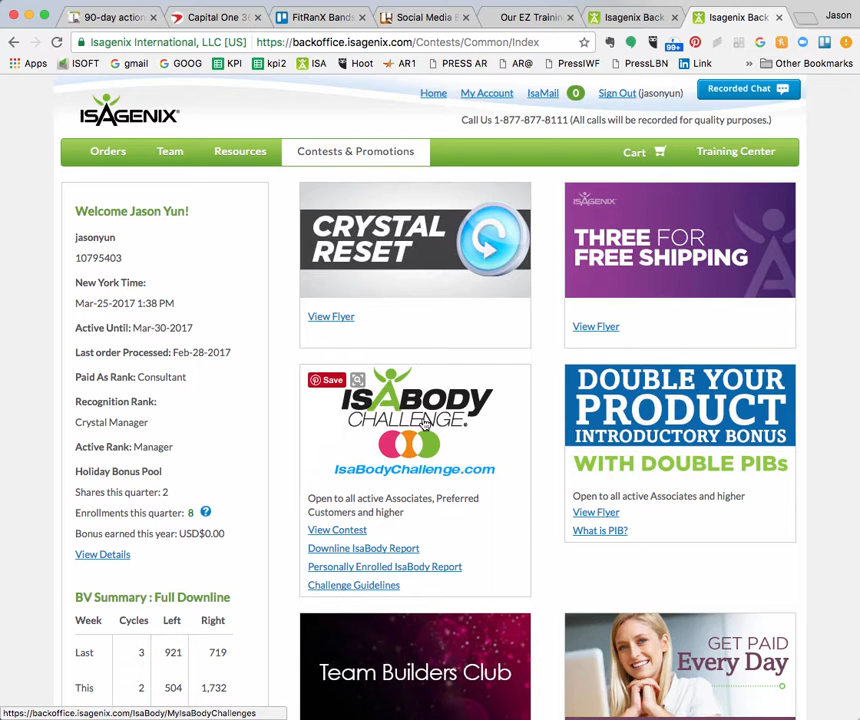 90-day action
Capital One 36
FitRanX Bands
Social Media B
Our EZ Training
Isagenix Back
Isagenix Back
Jason
Isagenix International, LLC [US] https://backoffice.isagenix.com/Contests/Common/Index
99+
Apps ISOFT gmail GOOG KPI kpi2 ISA Hoot AR1 PRESS AR AR@ PressIWF PressLBN Link » Other Bookmarks
ISAGENIX®
Home My Account IsaMail 0 Sign Out (jasonyun)
Recorded Chat
Call Us 1-877-877-8111 (All calls will be recorded for quality purposes.)
Orders Team Resources Contests & Promotions Cart Training Center
Welcome Jason Yun!
jasonyun
10795403
New York Time:
Mar-25-2017 1:38 PM
Active Until: Mar-30-2017
Last order Processed: Feb-28-2017
Paid As Rank: Consultant
Recognition Rank:
Crystal Manager
Active Rank: Manager
Holiday Bonus Pool
Shares this quarter: 2
Enrollments this quarter: 8 ?
Bonus earned this year: USD$0.00
View Details
BV Summary : Full Downline
Week Cycles Left Right
Last 3 921 719
This 2 504 1,732
CRYSTAL
RESET
View Flyer
ISAGENIX
THREE FOR
FREE SHIPPING
View Flyer
Save
ISABODY
CHALLENGE®
IsaBodyChallenge.com
Open to all active Associates, Preferred
Customers and higher
View Contest
Downline IsaBody Report
Personally Enrolled IsaBody Report
Challenge Guidelines
DOUBLE YOUR
PRODUCT
INTRODUCTORY BONUS
WITH DOUBLE PIBs
Open to all active Associates and higher
View Flyer
What is PIB?
Team Builders Club
GET PAID
Every Day
https://backoffice.isagenix.com/IsaBody/MyIsaBodyChallenges